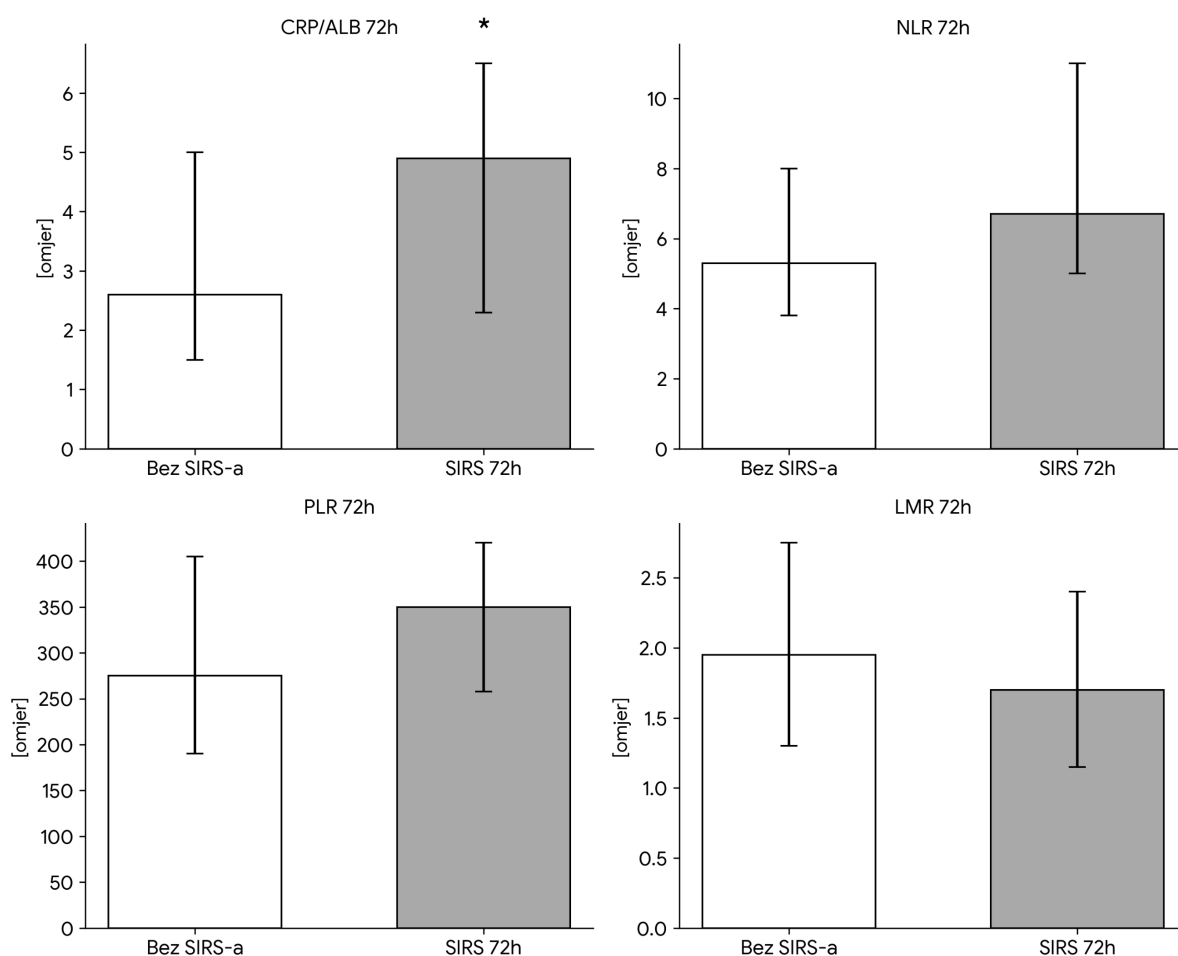 CRP/ALB 72h
*
[omjer]
6
5
4
3
2
1
0
Bez SIRS-a
SIRS 72h
NLR 72h
[omjer]
10
8
6
4
2
0
Bez SIRS-a
SIRS 72h
PLR 72h
[omjer]
400
350
300
250
200
150
100
50
0
Bez SIRS-a
SIRS 72h
LMR 72h
[omjer]
2.5
2.0
1.5
1.0
0.5
0.0
Bez SIRS-a
SIRS 72h